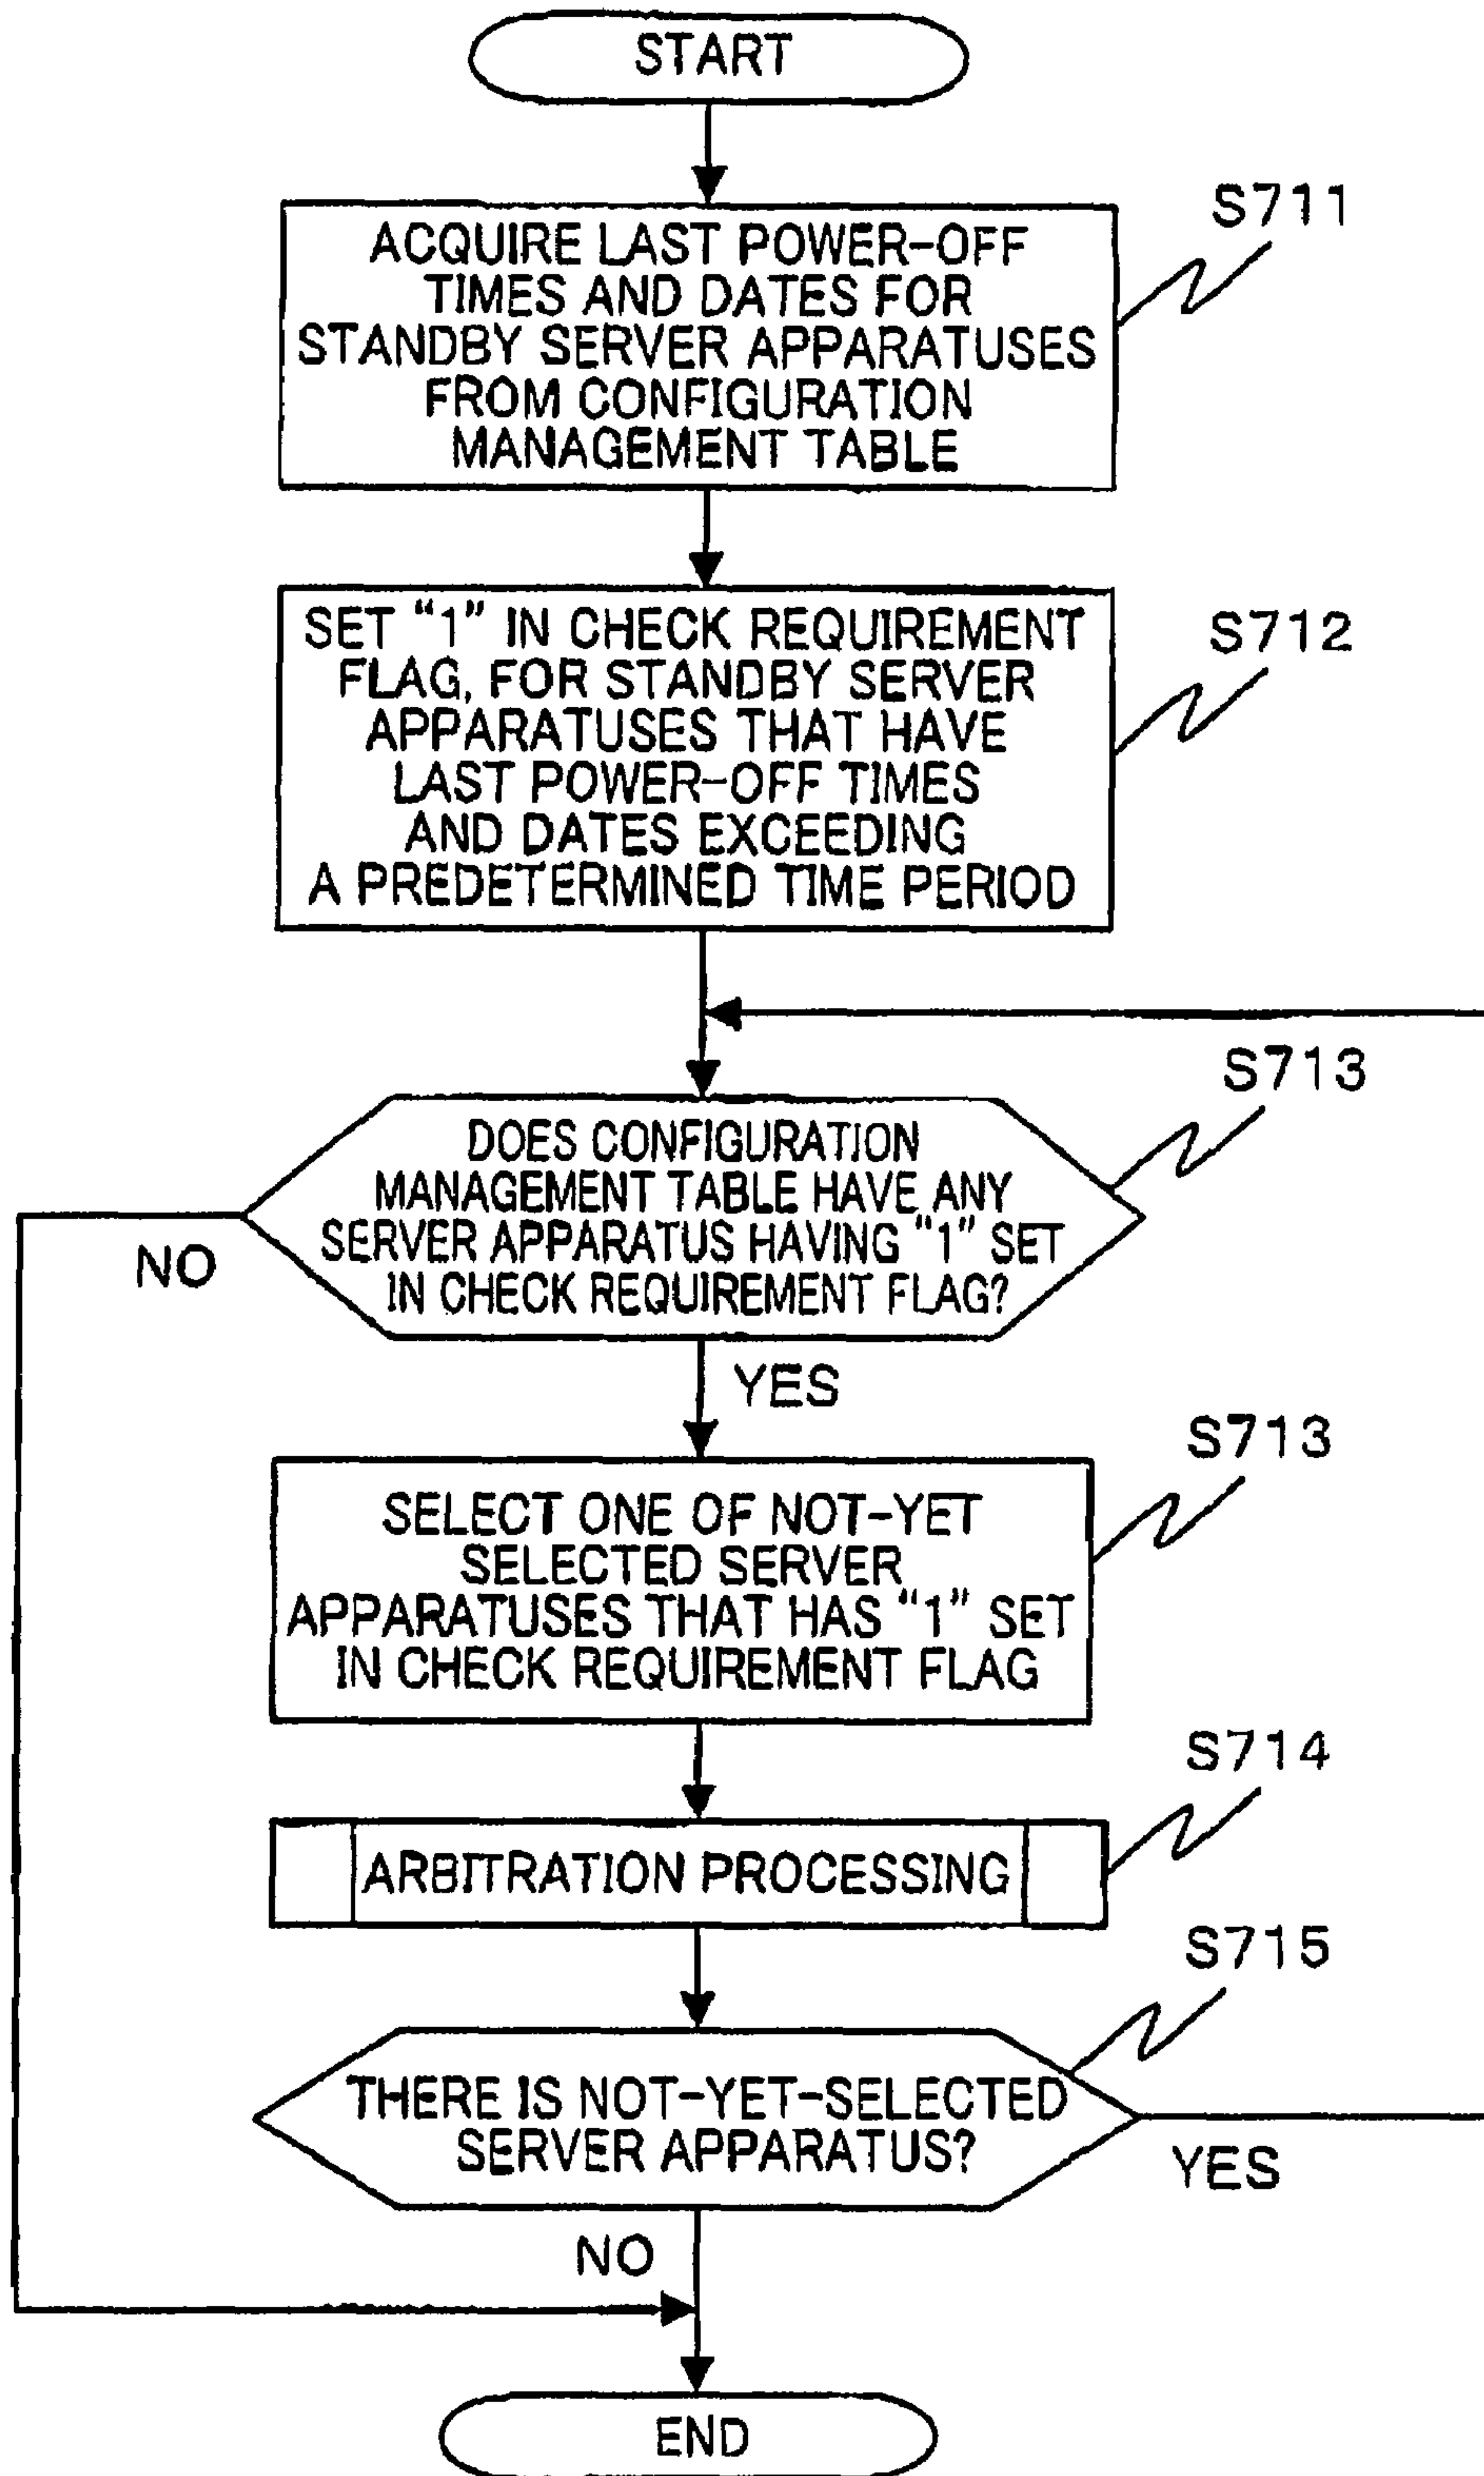 START
S711
ACQUIRE LAST POWER-OFF
TIMES AND DATES FOR
STANDBY SERVER APPARATUSES
FROM CONFIGURATION
MANAGEMENT TABLE
S712
SET "1" IN CHECK REQUIREMENT
FLAG, FOR STANDBY SERVER
APPARATUSES THAT HAVE
LAST POWER-OFF TIMES
AND DATES EXCEEDING
A PREDETERMINED TIME PERIOD
S713
DOES CONFIGURATION
MANAGEMENT TABLE HAVE ANY
SERVER APPARATUS HAVING "1" SET
IN CHECK REQUIREMENT FLAG?
NO
YES
S713
SELECT ONE OF NOT-YET
SELECTED SERVER
APPARATUSES THAT HAS "1" SET
IN CHECK REQUIREMENT FLAG
S714
ARBITRATION PROCESSING
S715
THERE IS NOT-YET-SELECTED
SERVER APPARATUS?
YES
NO
END